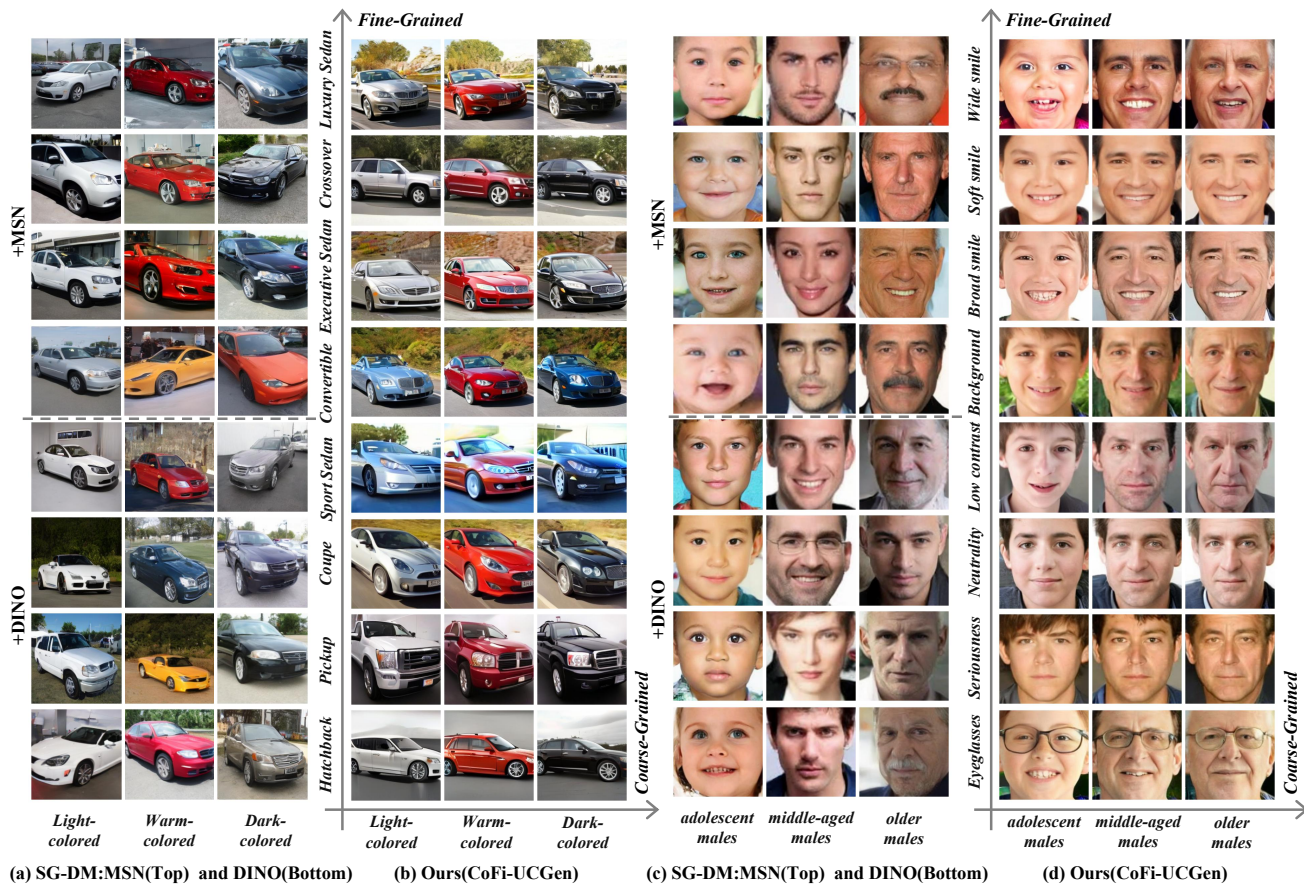 Fine-Grained
Fine-Grained
+MSN
+DINO
Luxury Sedan
Crossover
Executive Sedan
Convertible
Sport Sedan
Coupe
Pickup
Hatchback
Coarse-Grained
+MSN
+DINO
Wide smile
Soft smile
Broad smile
Background
Low contrast
Neutrality
Seriousness
Eyeglasses
Coarse-Grained
Light-
colored
Warm-
colored
Dark-
colored
Light-
colored
Warm-
colored
Dark-
colored
adolescent
males
middle-aged
males
older
males
adolescent
males
middle-aged
males
older
males
(a) SG-DM:MSN(Top) and DINO(Bottom)
(b) Ours(CoFi-UCGen)
(c) SG-DM:MSN(Top) and DINO(Bottom)
(d) Ours(CoFi-UCGen)